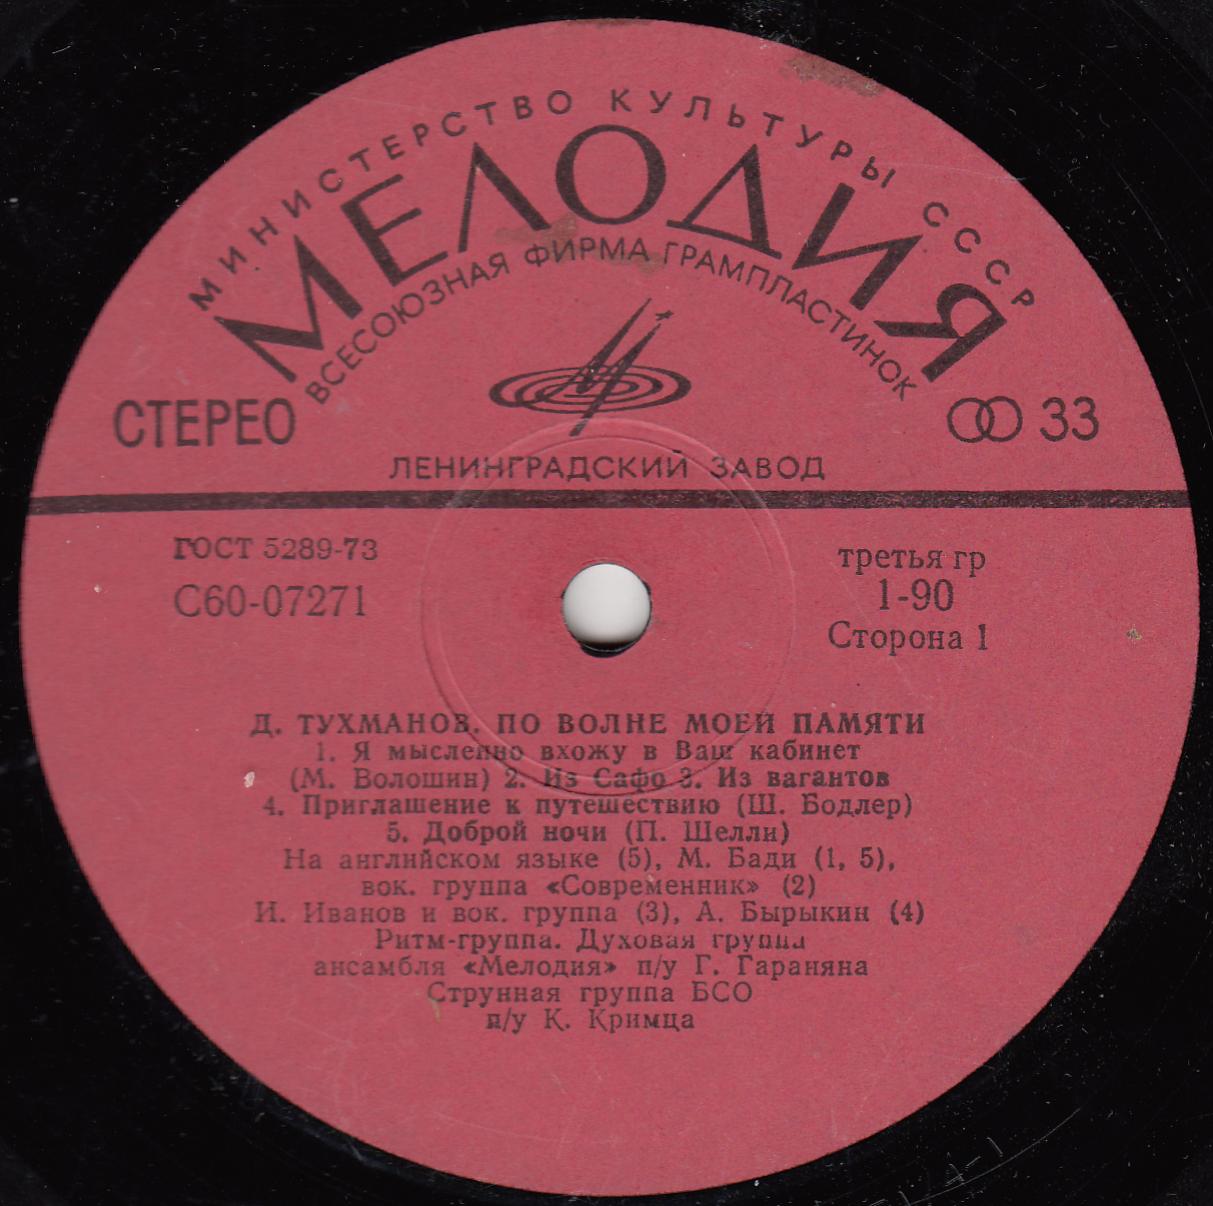 МИНИСТЕРСТВО КУЛЬТУРЫ СССР
МЕЛОДИЯ
ВСЕСОЮЗНАЯ ФИРМА ГРАМПЛАСТИНОК
СТЕРЕО
33
ЛЕНИНГРАДСКИЙ ЗАВОД
ГОСТ 5289-73
С60-07271
третья гр
1-90
Сторона 1
Д. ТУХМАНОВ. ПО ВОЛНЕ МОЕЙ ПАМЯТИ
1. Я мысленно вхожу в Ваш кабинет
(М. Волошин) 2. Из Сафо 3. Из вагантов
4. Приглашение к путешествию (Ш. Бодлер)
5. Доброй ночи (П. Шелли)
На английском языке (5), М. Бади (1, 5),
вок. группа «Современник» (2)
И. Иванов и вок. группа (3), А. Бырыкин (4)
Ритм-группа. Духовая группа
ансамбля «Мелодия» п/у Г. Гараняна
Струнная группа БСО
п/у К. Кримца